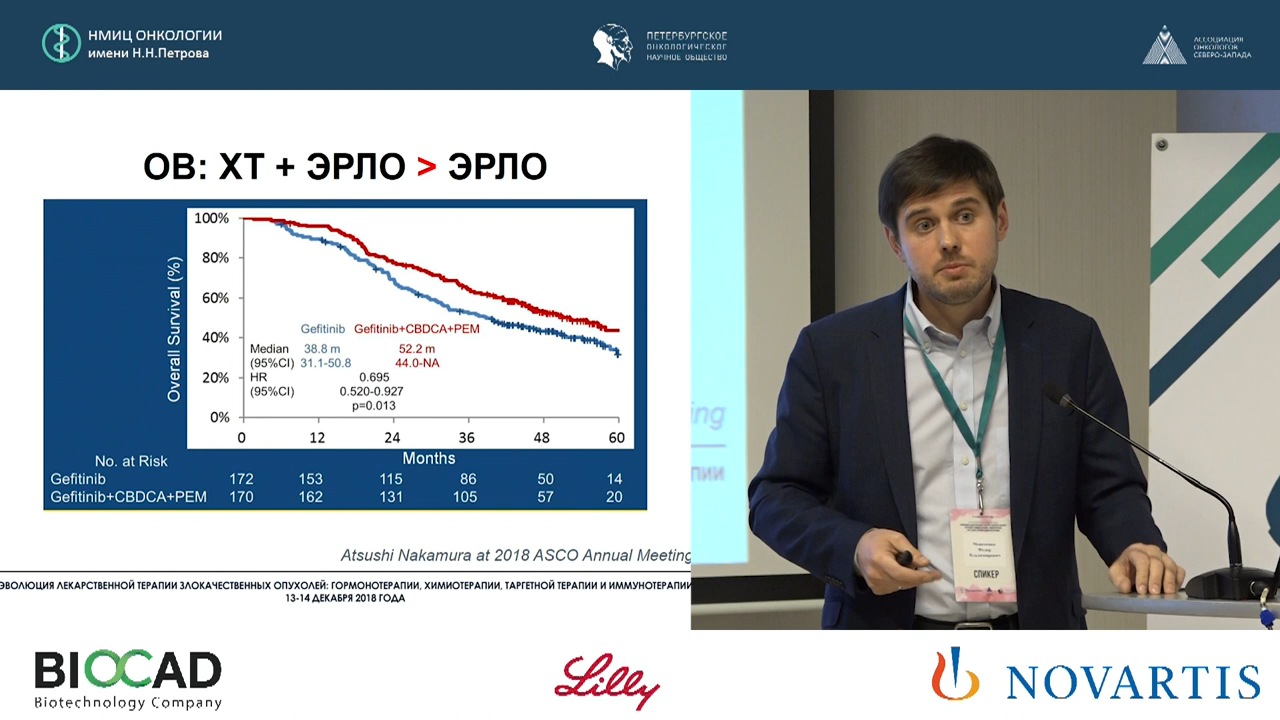 НМИЦ ОНКОЛОГИИ
имени Н.Н.Петрова
ПЕТЕРБУРГСКОЕ
ОНКОЛОГИЧЕСКОЕ
НАУЧНОЕ ОБЩЕСТВО
АССОЦИАЦИЯ
ОНКОЛОГОВ
СЕВЕРО-ЗАПАДА
ОВ: ХТ + ЭРЛО > ЭРЛО
Overall Survival (%)
100%
80%
60%
40%
20%
0%
Gefitinib Gefitinib+CBDCA+PEM
Median 38.8 m 52.2 m
(95%CI) 31.1-50.8 44.0-NA
HR 0.695
(95%CI) 0.520-0.927
p=0.013
0 12 24 36 48 60
Months
No. at Risk
Gefitinib 172 153 115 86 50 14
Gefitinib+CBDCA+PEM 170 162 131 105 57 20
Atsushi Nakamura at 2018 ASCO Annual Meeting
ЭВОЛЮЦИЯ ЛЕКАРСТВЕННОЙ ТЕРАПИИ ЗЛОКАЧЕСТВЕННЫХ ОПУХОЛЕЙ: ГОРМОНОТЕРАПИИ, ХИМИОТЕРАПИИ, ТАРГЕТНОЙ ТЕРАПИИ И ИММУНОТЕРАПИИ
13-14 ДЕКАБРЯ 2018 ГОДА
ing
пии
СПИКЕР
BIOCAD
Biotechnology Company
Lilly
NOVARTIS